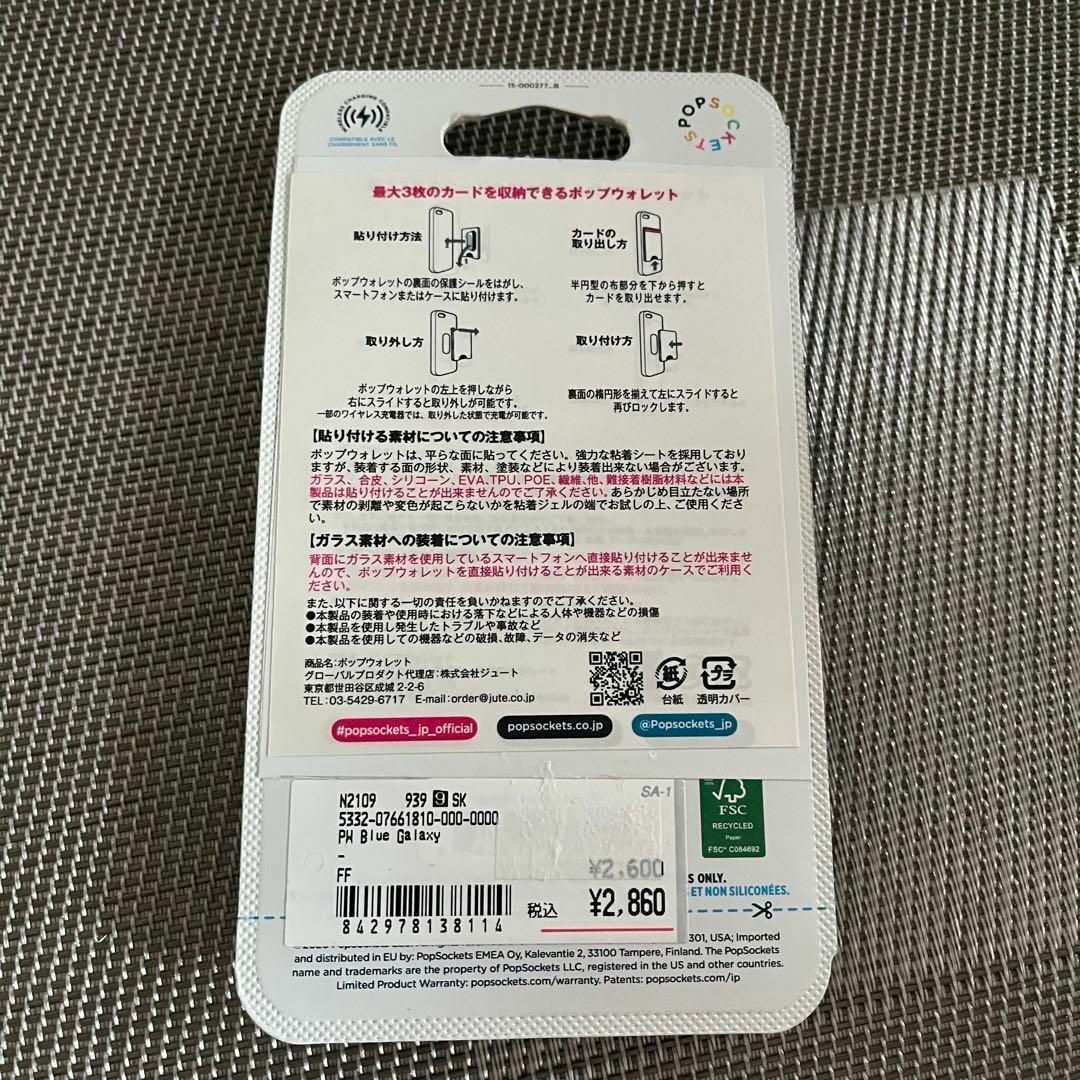 15-000277_B
WIRELESS CHARGING COMPATIBLE
COMPATIBLE AVEC LE
CHARGEMENT SANS FIL
POPSOCKETS
最大3枚のカードを収納できるポップウォレット
貼り付け方法
ポップウォレットの裏面の保護シールをはがし、
スマートフォンまたはケースに貼り付けます。
カードの
取り出し方
半円型の布部分を下から押すと
カードを取り出せます。
取り外し方
ポップウォレットの左上を押しながら
右にスライドすると取り外しが可能です。
一部のワイヤレス充電器では、取り外した状態で充電が可能です。
取り付け方
裏面の楕円形を揃えて左にスライドすると
再びロックします。
【貼り付ける素材についての注意事項】
ポップウォレットは、平らな面に貼ってください。強力な粘着シートを採用しており
ますが、装着する面の形状、素材、塗装などにより装着出来ない場合がございます。
ガラス、合皮、シリコーン、EVA、TPU、POE、繊維、他、難接着樹脂材料などには本
製品は貼り付けることが出来ませんのでご了承ください。あらかじめ目立たない場所
で素材の剥離や変色が起こらないかを粘着ジェルの端でお試しの上、ご使用くださ
い。
【ガラス素材への装着についての注意事項】
背面にガラス素材を使用しているスマートフォンへ直接貼り付けることが出来ませ
んので、ポップウォレットを直接貼り付けることが出来る素材のケースでご利用く
ださい。
また、以下に関する一切の責任を負いかねますのでご了承ください。
●本製品の装着や使用時における落下などによる人体や機器などの損傷
●本製品を使用し発生したトラブルや事故など
●本製品を使用しての機器などの破損、故障、データの消失など
商品名：ポップウォレット
グローバルプロダクト代理店：株式会社ジュート
東京都世田谷区成城 2-2-6
TEL：03-5429-6717 E-mail：order@jute.co.jp
紙
台紙
プラ
透明カバー
#popsockets_jp_official
popsockets.co.jp
@Popsockets_jp
N2109 939 9 SK
SA-1
5332-07661810-000-0000
PW Blue Galaxy
-
FF
¥2,600
税込 ¥2,860
842978138114
FSC
RECYCLED
Paper
FSC® C084692
S ONLY.
ET NON SILICONÉES.
301, USA; Imported
and distributed in EU by: PopSockets EMEA Oy, Kalevantie 2, 33100 Tampere, Finland. The PopSockets
name and trademarks are the property of PopSockets LLC, registered in the US and other countries.
Limited Product Warranty: popsockets.com/warranty. Patents: popsockets.com/ip